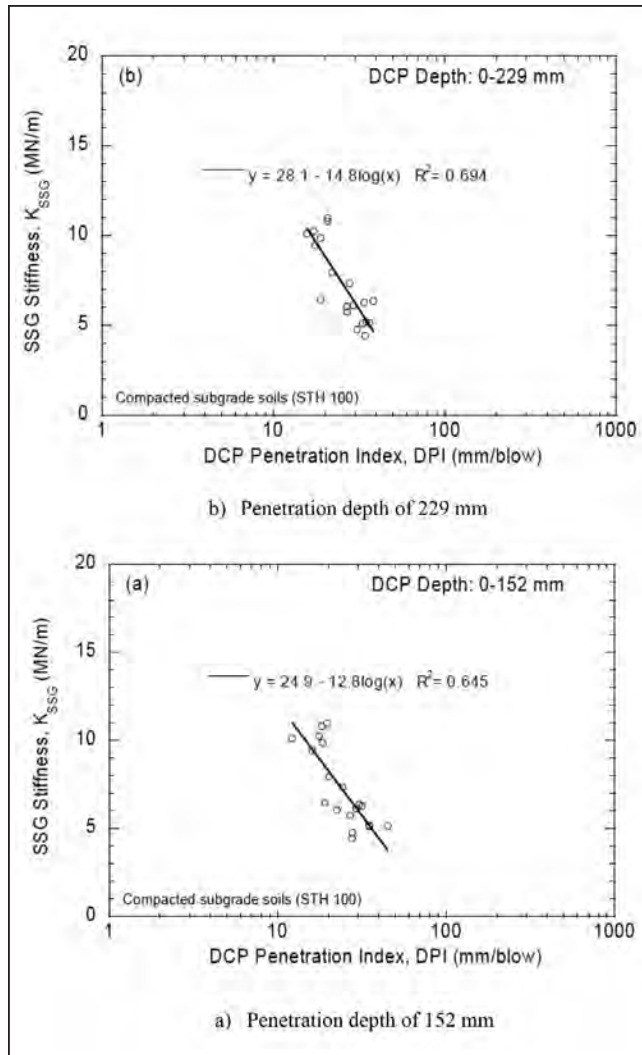 (b)
DCP Depth: 0-229 mm
20
15
10
5
0
SSG Stiffness, K_SSG (MN/m)
y = 28.1 - 14.8log(x) R²= 0.694
Compacted subgrade soils (STH 100)
1 10 100 1000
DCP Penetration Index, DPI (mm/blow)
b) Penetration depth of 229 mm
(a)
DCP Depth: 0-152 mm
20
15
10
5
0
SSG Stiffness, K_SSG (MN/m)
y = 24.9 - 12.8log(x) R²= 0.645
Compacted subgrade soils (STH 100)
1 10 100 1000
DCP Penetration Index, DPI (mm/blow)
a) Penetration depth of 152 mm